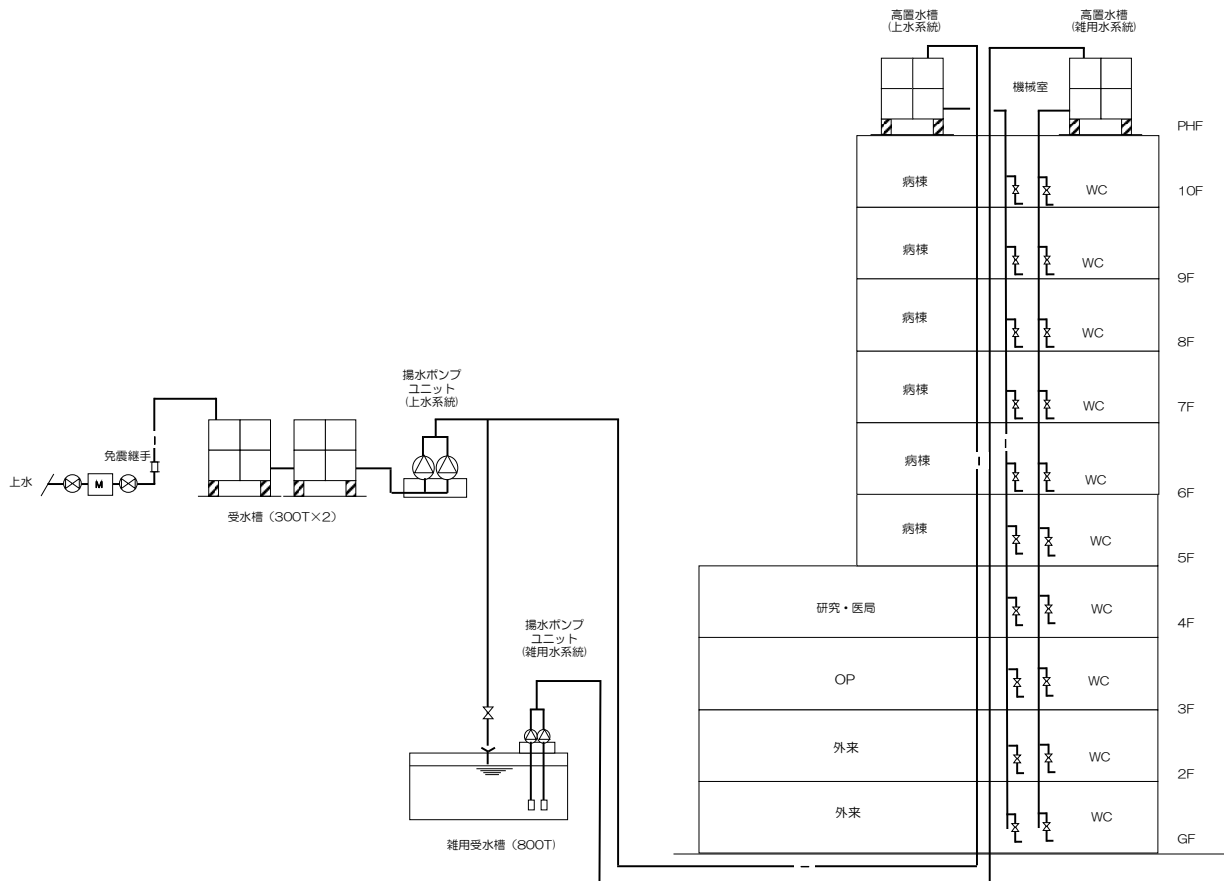 高置水槽
(上水系統)
高置水槽
(雑用水系統)
機械室
PHF
病棟
WC
10F
病棟
WC
9F
病棟
WC
8F
病棟
WC
7F
病棟
WC
6F
病棟
WC
5F
研究・医局
WC
4F
OP
WC
3F
外来
WC
2F
外来
WC
GF
揚水ポンプ
ユニット
(上水系統)
免震継手
上水
M
受水槽（300T×2）
揚水ポンプ
ユニット
(雑用水系統)
雑用受水槽（800T）